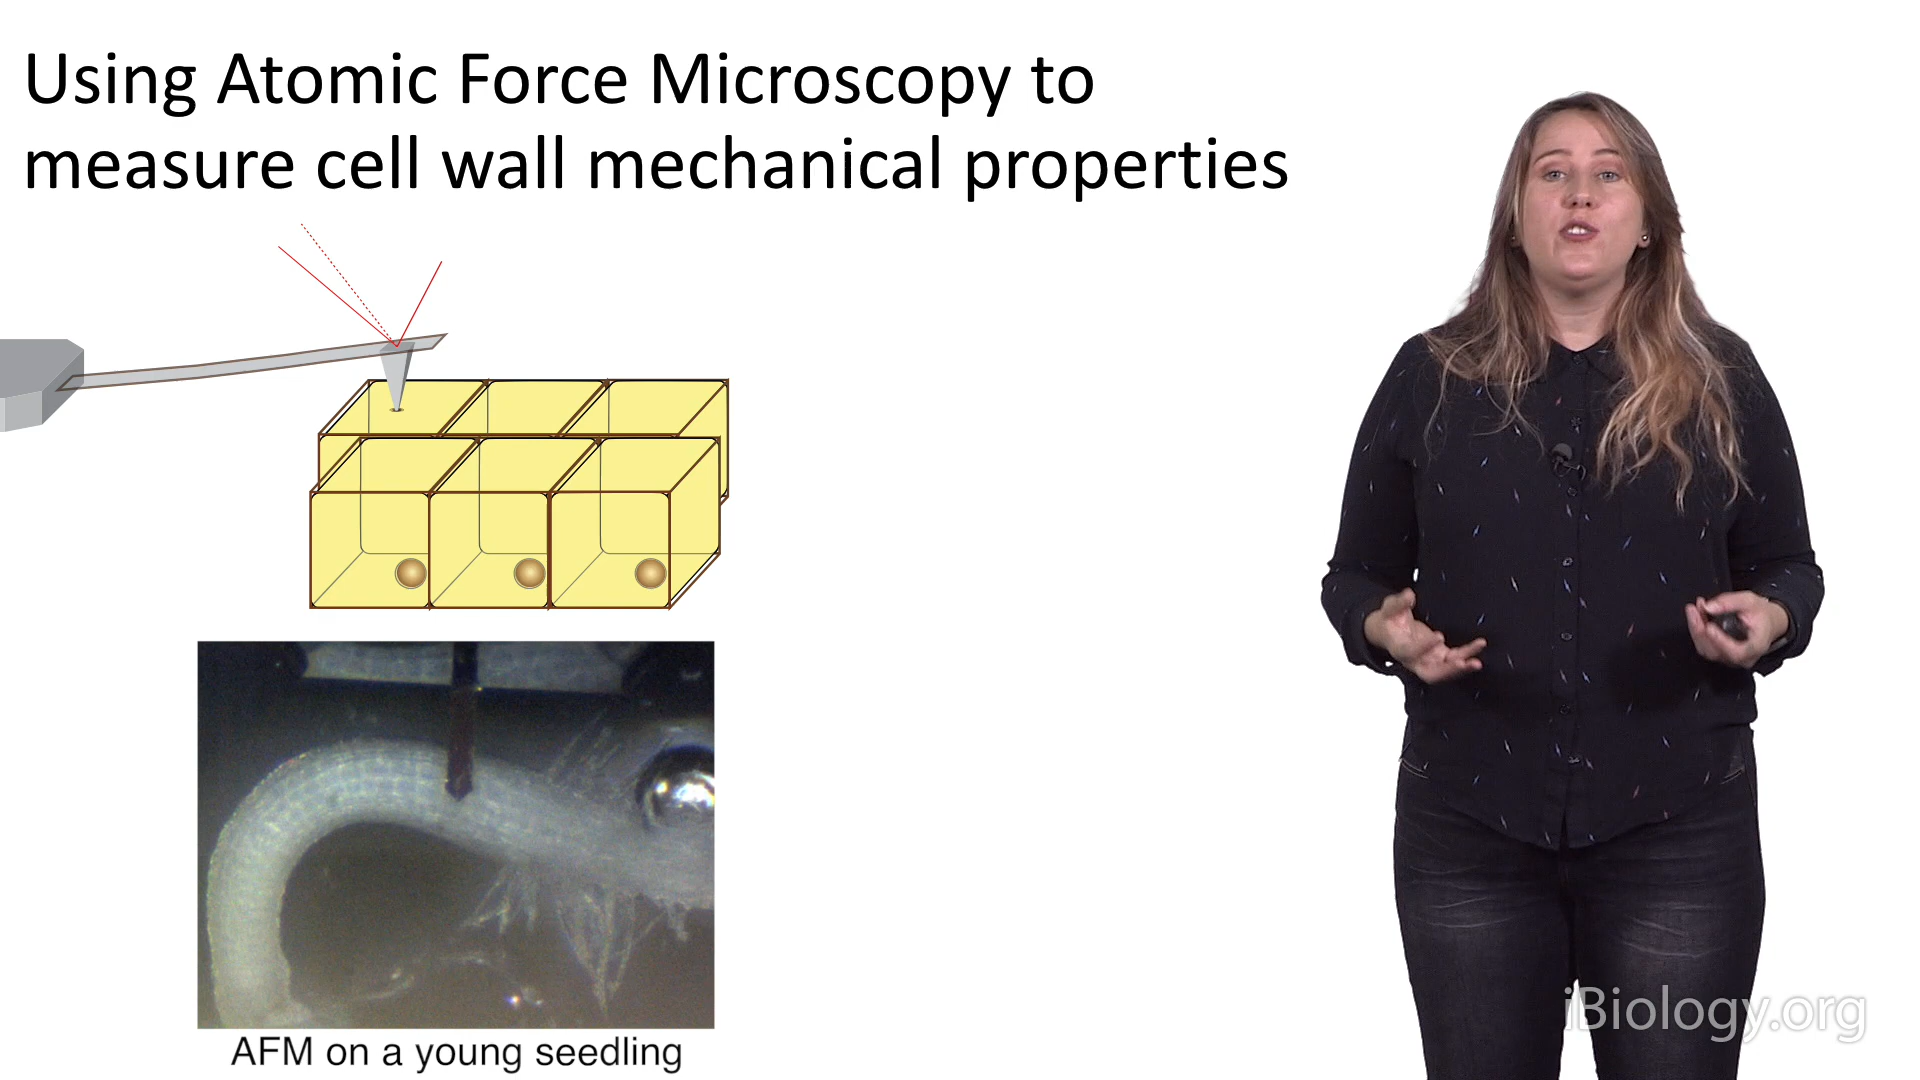 Using Atomic Force Microscopy to
measure cell wall mechanical properties
AFM on a young seedling
iBiology.org